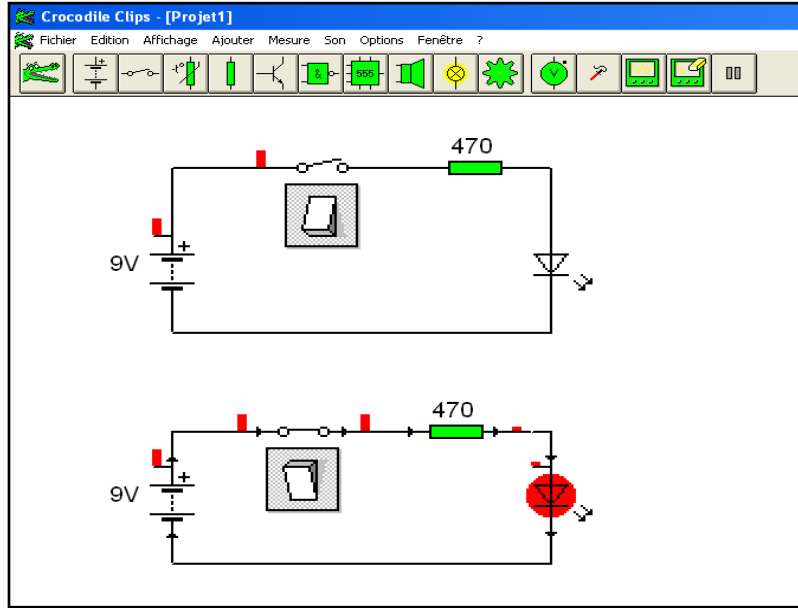 Crocodile Clips - [Projet1]
Fichier Edition Affichage Ajouter Mesure Son Options Fenêtre ?
& 555 V
470
+
9V
470
+
9V